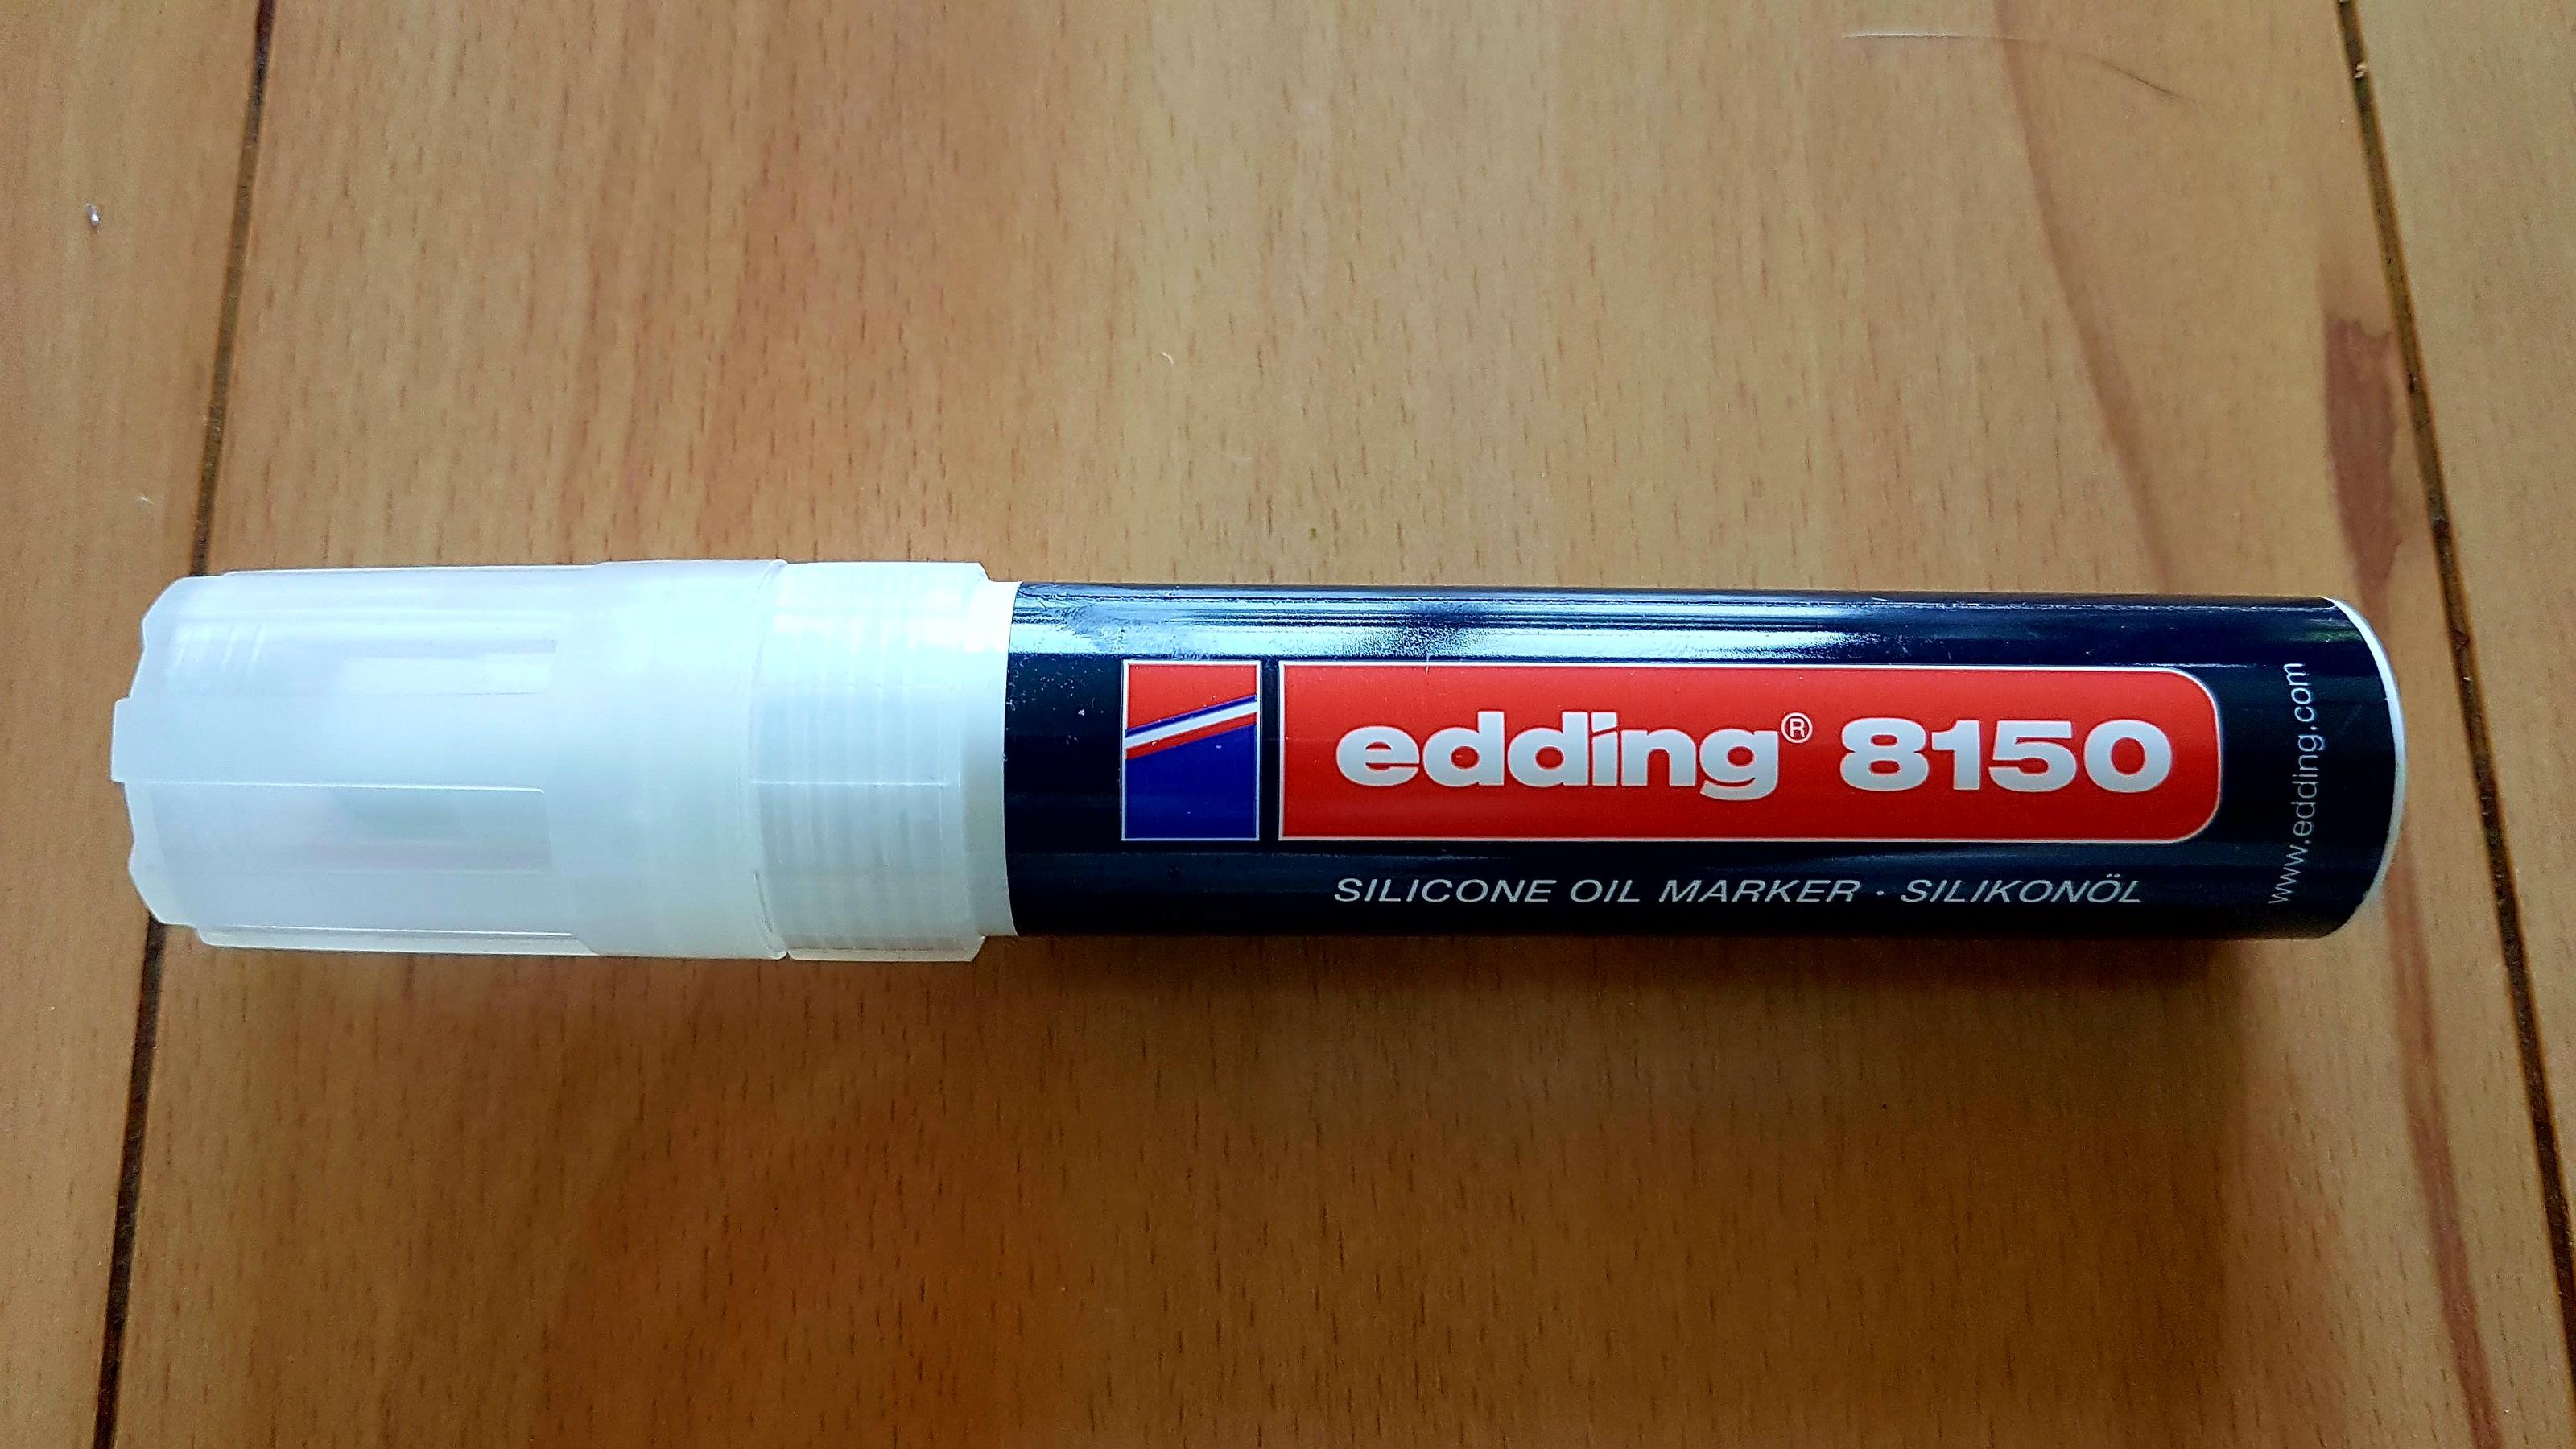 edding® 8150
SILICONE OIL MARKER · SILIKONÖL
www.edding.com